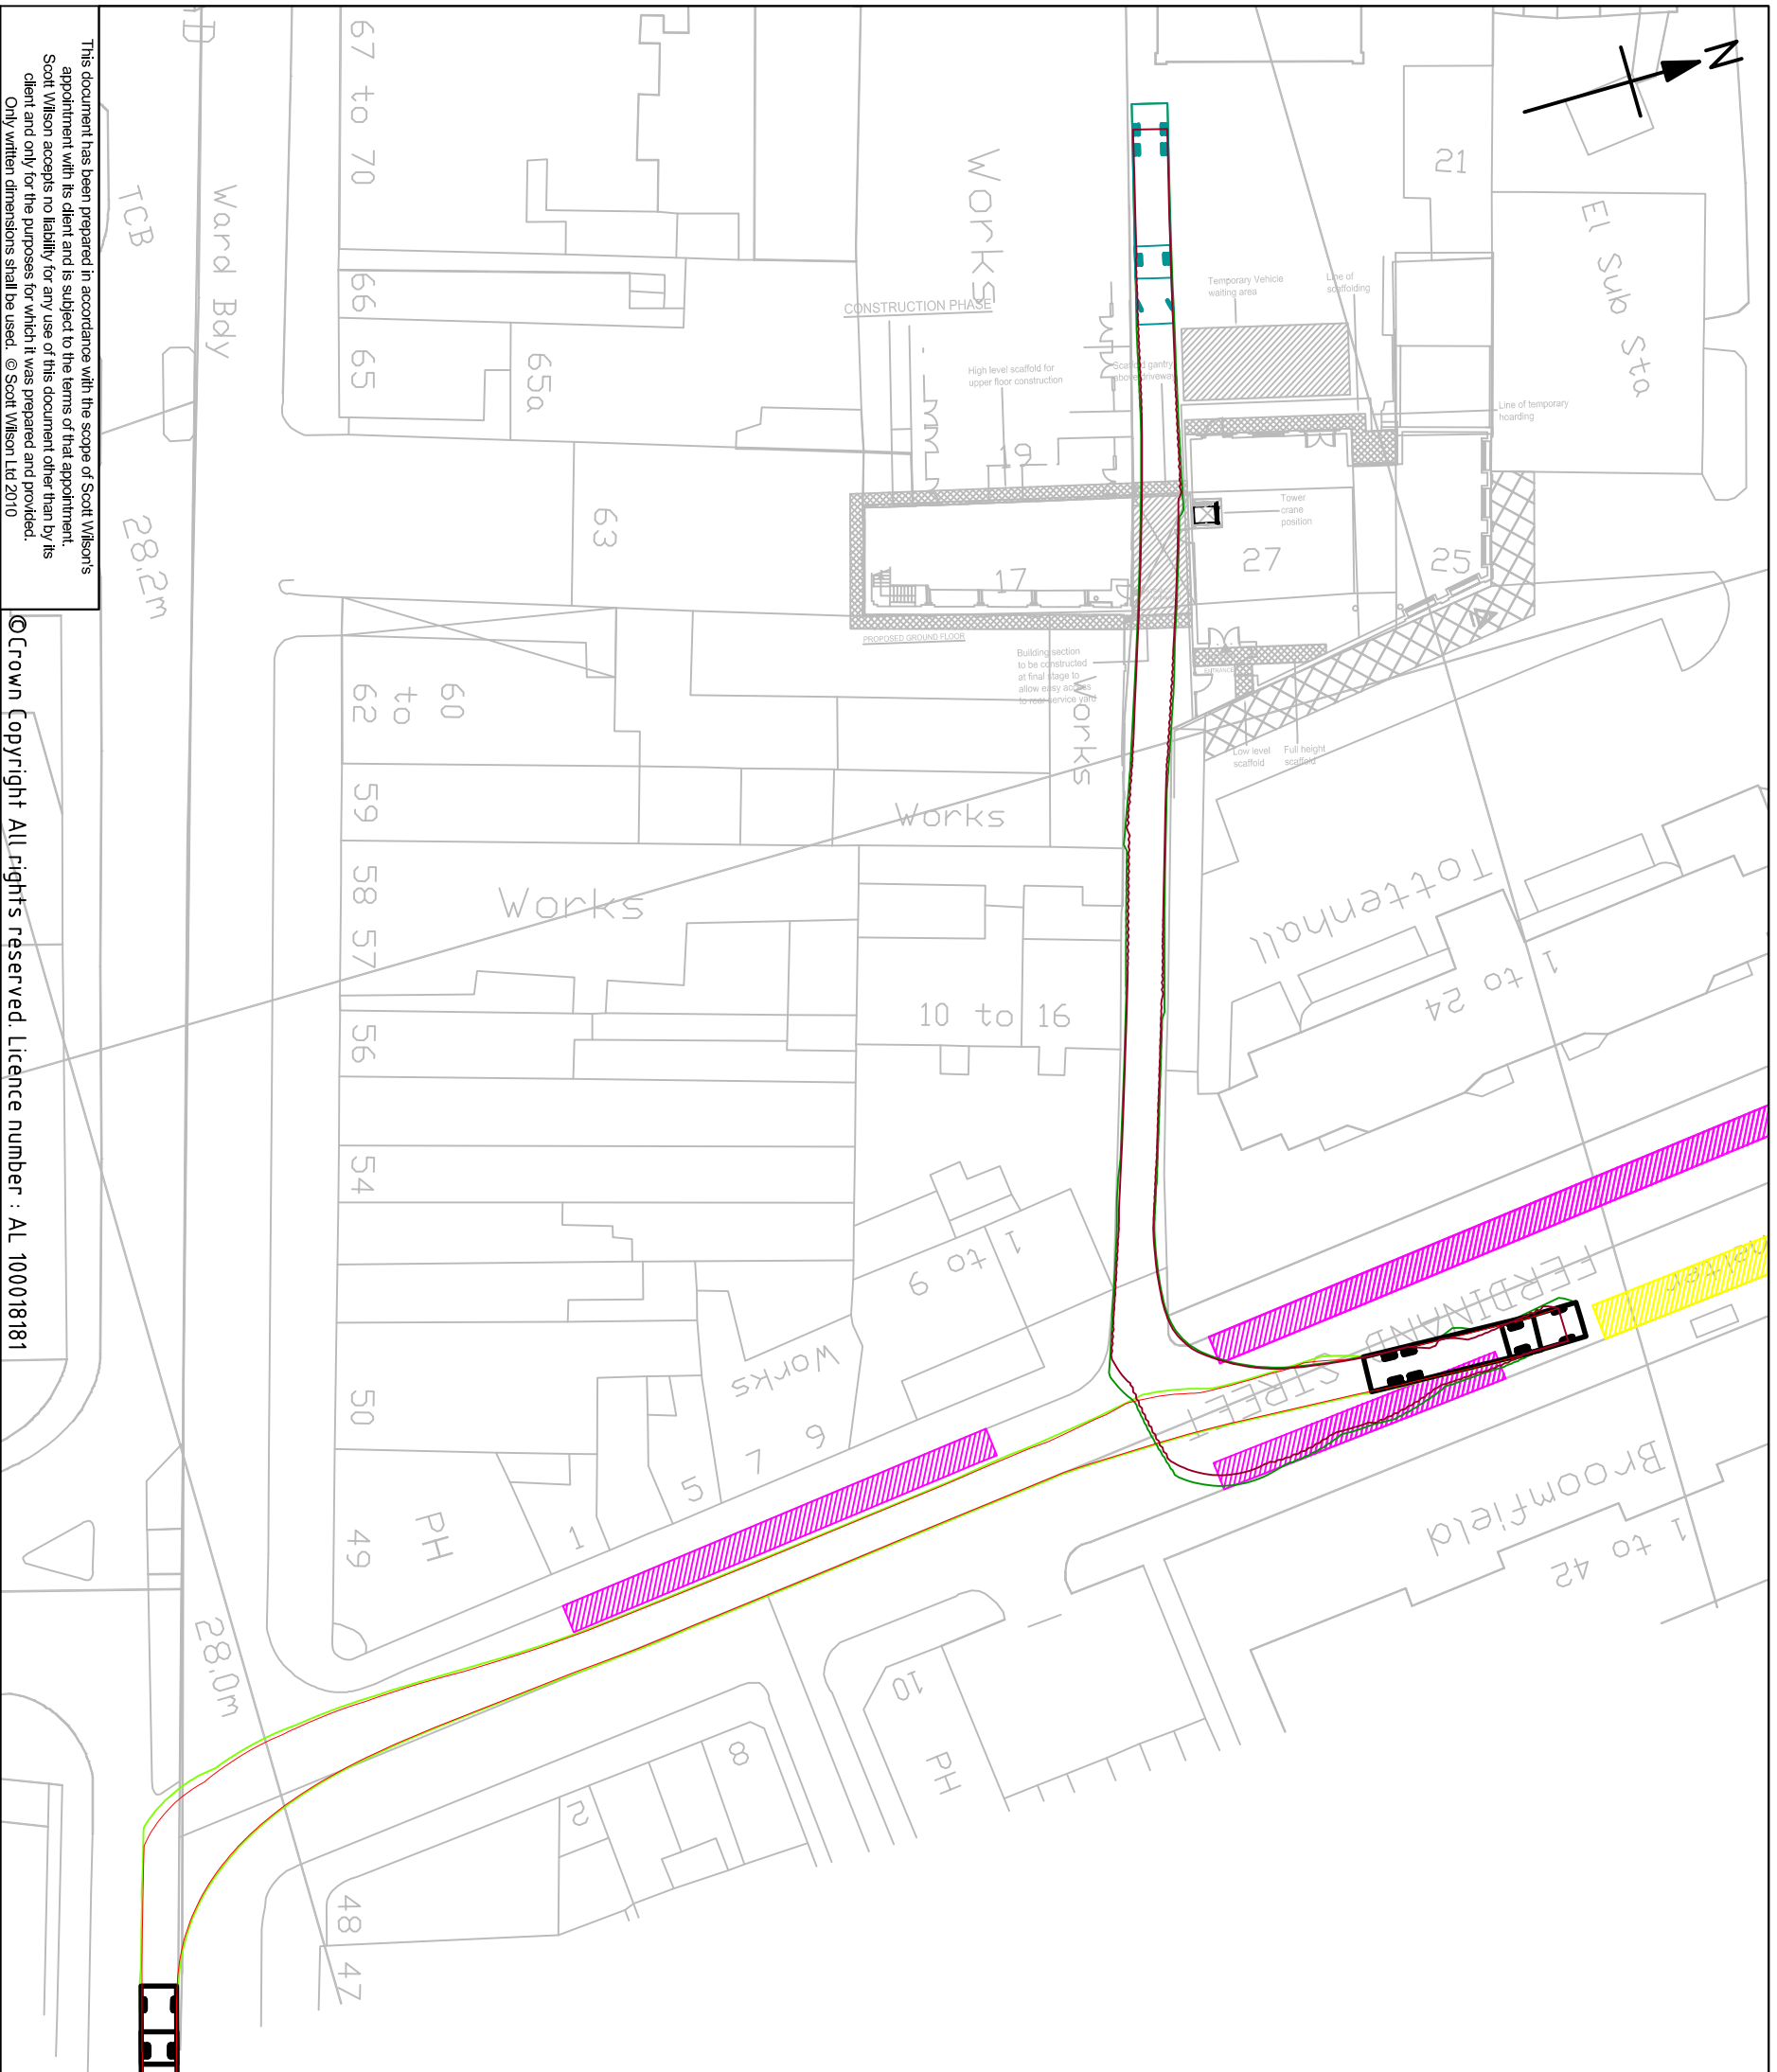 N
21
El Sub Sta
67 to 70
Works
Temporary Vehicle
waiting area
Line of
scaffolding
CONSTRUCTION PHASE
66
65
65a
High level scaffold for
upper floor construction
Scaffold gantry
above driveway
Line of temporary
hoarding
19
Tower
crane
position
63
17
27
25
PROPOSED GROUND FLOOR
Building section
to be constructed
at final stage to
allow easy access
to rear service yard
ENTRANCE
Low level
scaffold
Full height
scaffold
Works
60
to
62
59
Works
58
57
Works
56
10 to 16
Tottenhall
1 to 24
54
1 to 9
Works
FERDINAND
STREET
Broomfield
1 to 42
50
49
PH
1
5
7
9
10
PH
8
2
48
47
Ward Bdy
TCB
28.2m
28.0m
This document has been prepared in accordance with the scope of Scott Wilson's
appointment with its client and is subject to the terms of that appointment.
Scott Wilson accepts no liability for any use of this document other than by its
client and only for the purposes for which it was prepared and provided.
Only written dimensions shall be used. © Scott Wilson Ltd 2010
©Crown Copyright All rights reserved. Licence number : AL 100018181